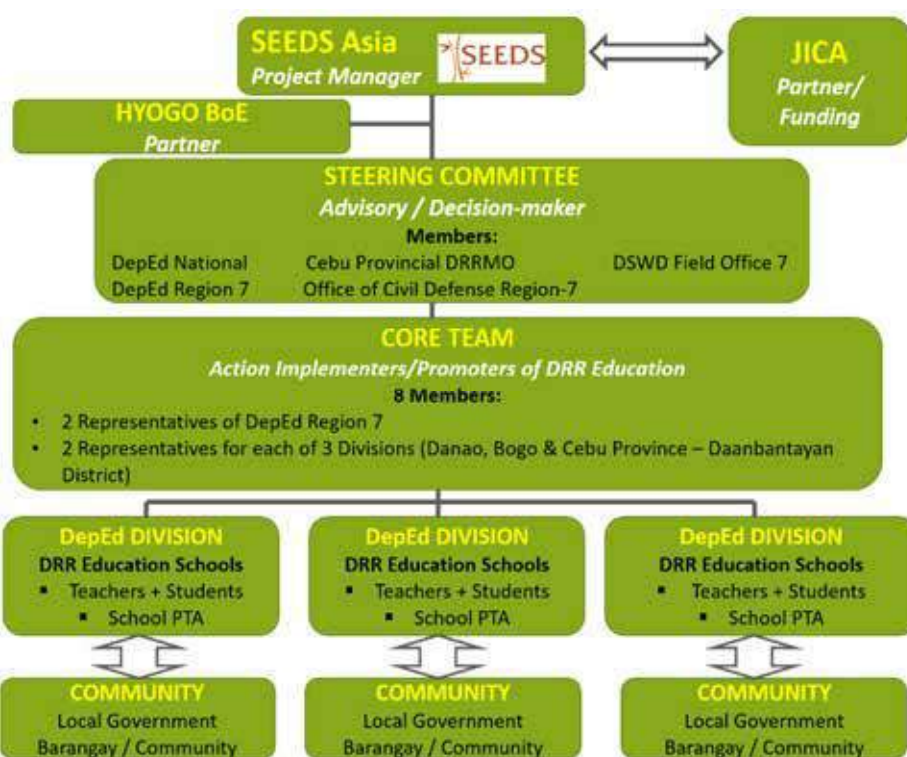 SEEDS Asia
Project Manager
SEEDS
JICA
Partner/
Funding
HYOGO BoE
Partner
STEERING COMMITTEE
Advisory / Decision-maker
Members:
DepEd National Cebu Provincial DRRMO DSWD Field Office 7
DepEd Region 7 Office of Civil Defense Region-7
CORE TEAM
Action Implementers/Promoters of DRR Education
8 Members:
• 2 Representatives of DepEd Region 7
• 2 Representatives for each of 3 Divisions (Danao, Bogo & Cebu Province – Daanbantayan
District)
DepEd DIVISION
DRR Education Schools
▪ Teachers + Students
▪ School PTA
DepEd DIVISION
DRR Education Schools
▪ Teachers + Students
▪ School PTA
DepEd DIVISION
DRR Education Schools
▪ Teachers + Students
▪ School PTA
COMMUNITY
Local Government
Barangay / Community
COMMUNITY
Local Government
Barangay / Community
COMMUNITY
Local Government
Barangay / Community